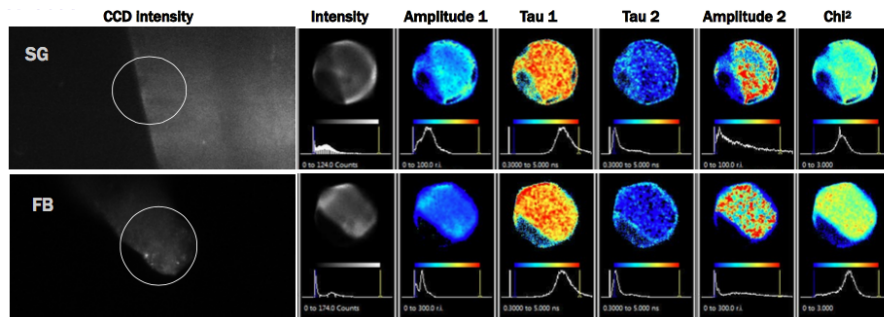 CCD Intensity Intensity Amplitude 1 Tau 1 Tau 2 Amplitude 2 Chi²
SG
0 to 124.0 Counts 0 to 100.0 r.i. 0.3000 to 5.000 ns 0.3000 to 5.000 ns 0 to 100.0 r.i. 0 to 3.000
FB
0 to 174.0 Counts 0 to 300.0 r.i. 0.3000 to 5.000 ns 0.3000 to 5.000 ns 0 to 300.0 r.i. 0 to 3.000